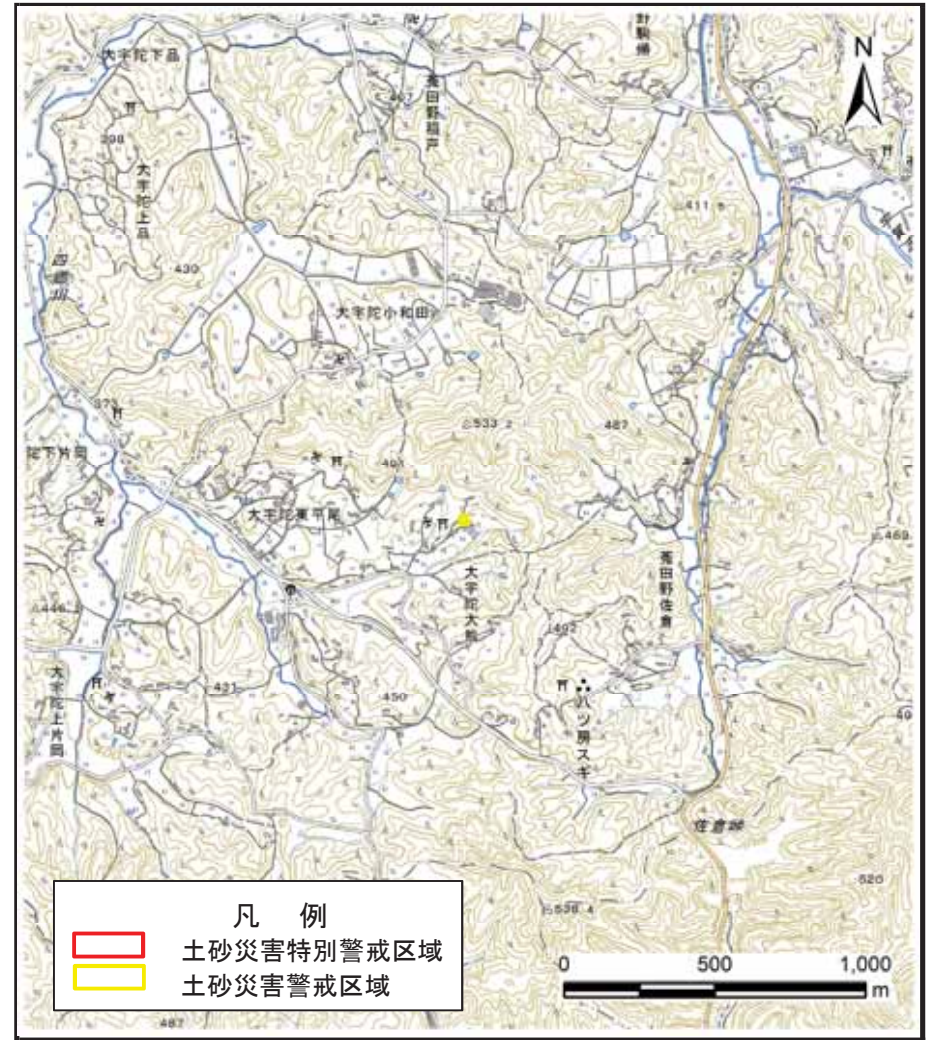 大宇陀下品
467
菟田野稲戸
N
298
大宇陀上品
411
430
大宇陀小和田
373
533.2
487
陀下片岡
491
大宇陀東平尾
469
大宇陀大熊
菟田野佐倉
446
492
431
450
大宇陀上片岡
八ツ房スギ
佐倉峠
520
536.4
凡 例
土砂災害特別警戒区域
土砂災害警戒区域
0 500 1,000
m
487